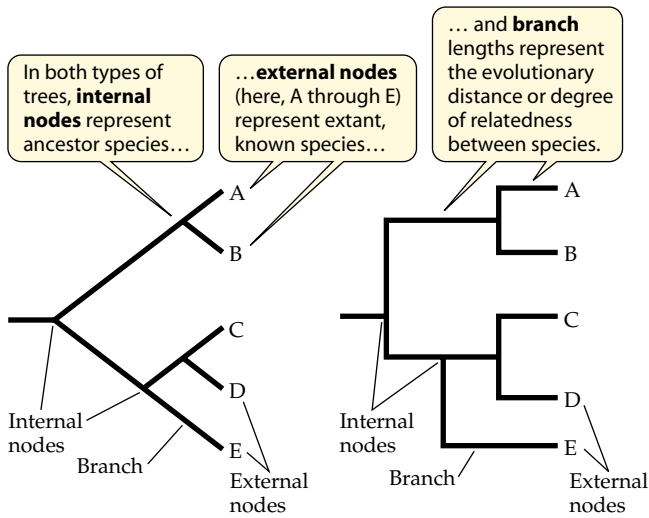 In both types of
trees, internal
nodes represent
ancestor species…
…external nodes
(here, A through E)
represent extant,
known species…
… and branch
lengths represent
the evolutionary
distance or degree
of relatedness
between species.
A
B
C
D
E
Internal
nodes
Branch
External
nodes
A
B
C
D
E
Internal
nodes
Branch
External
nodes